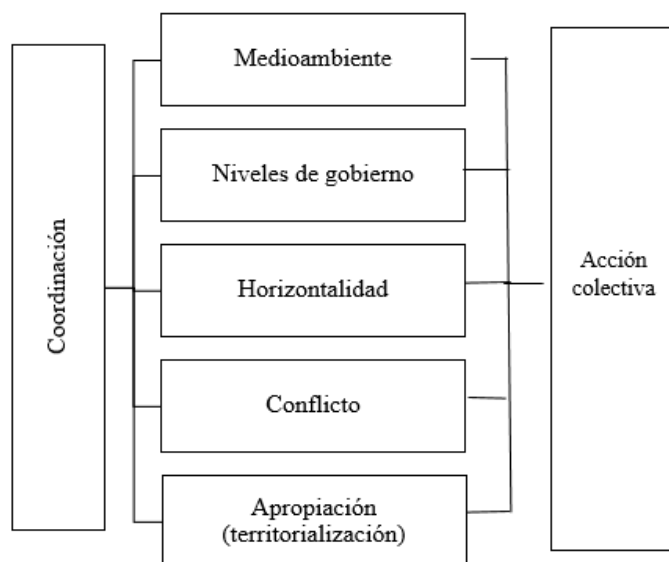 Coordinación
Medioambiente
Niveles de gobierno
Horizontalidad
Conflicto
Apropiación
(territorialización)
Acción
colectiva